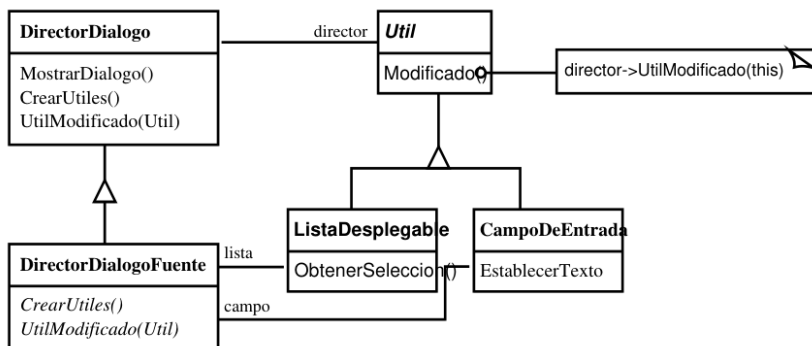 DirectorDialogo
MostrarDialogo()
CrearUtiles()
UtilModificado(Util)
director
Util
Modificado()
director->UtilModificado(this)
DirectorDialogoFuente
CrearUtiles()
UtilModificado(Util)
lista
campo
ListaDesplegable
ObtenerSeleccion()
CampoDeEntrada
EstablecerTexto